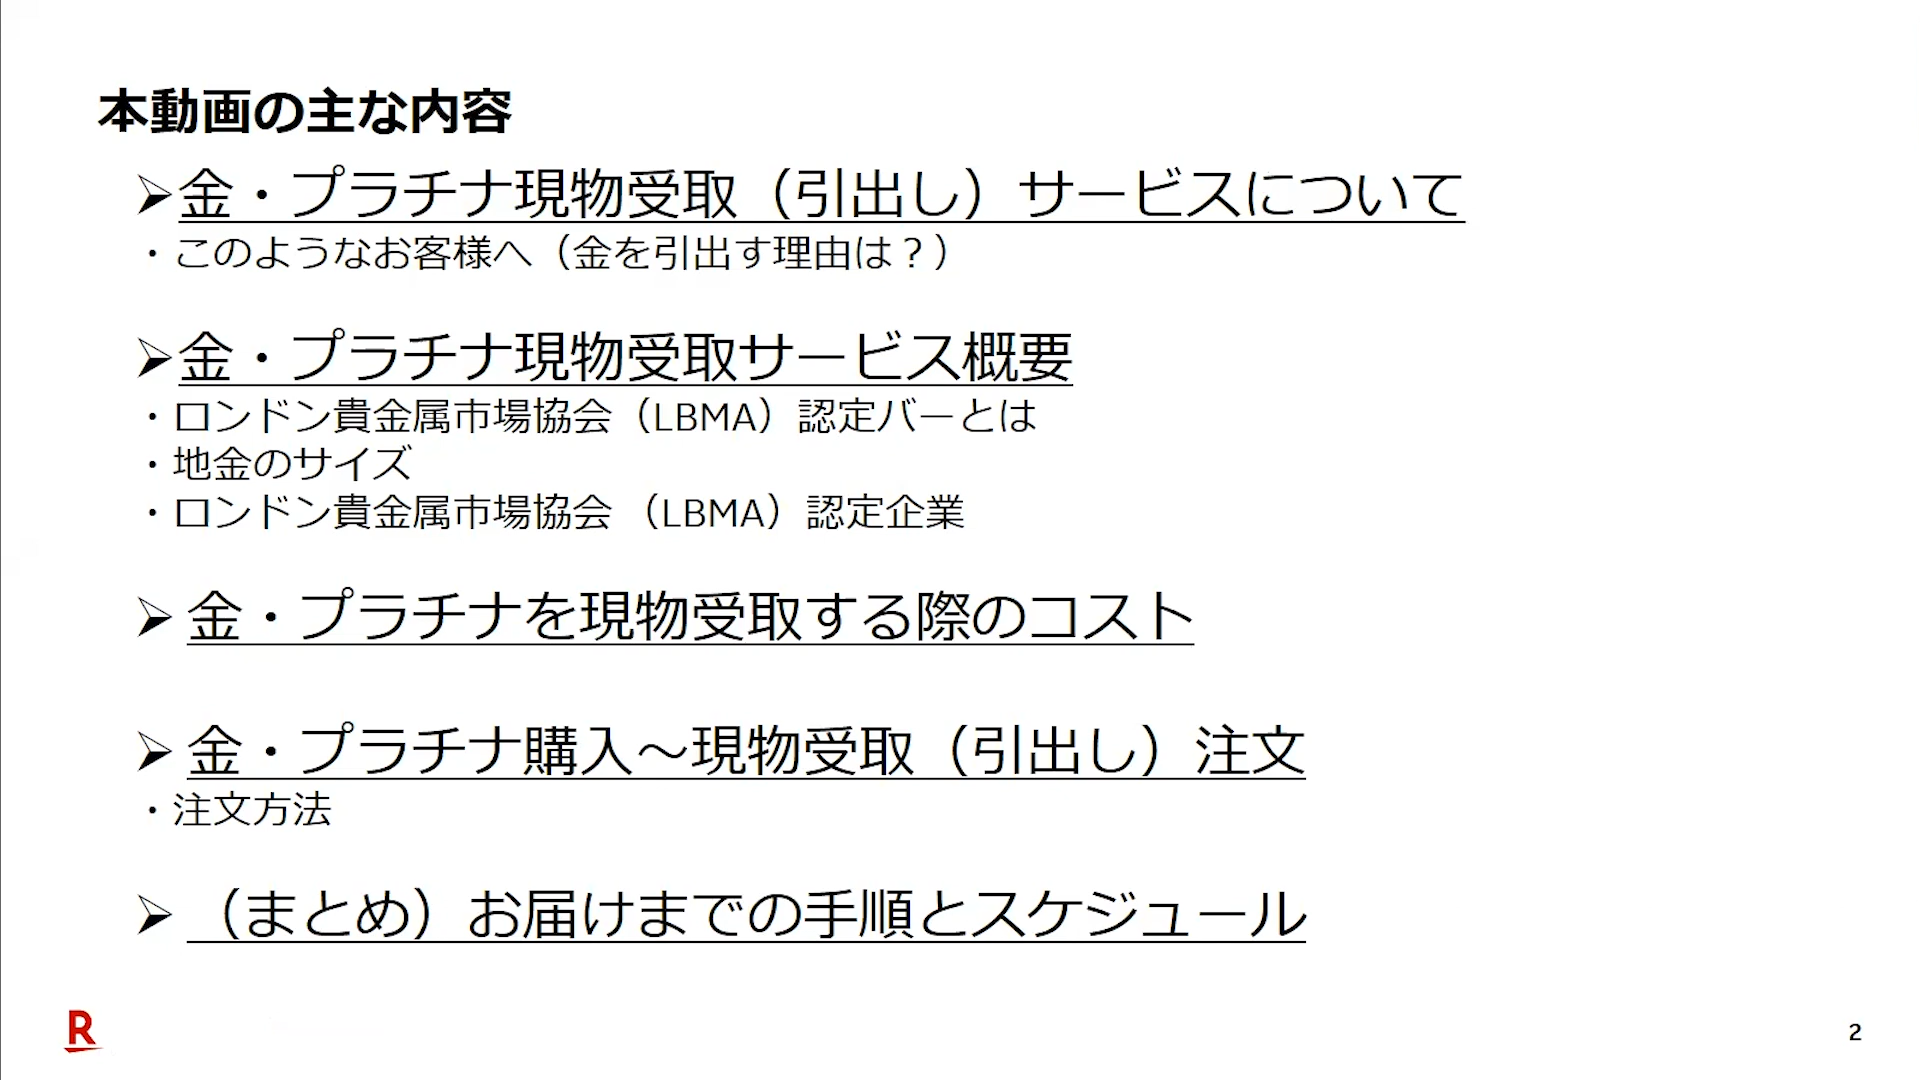 本動画の主な内容
➢金・プラチナ現物受取（引出し）サービスについて
・このようなお客様へ（金を引出す理由は？）
➢金・プラチナ現物受取サービス概要
・ロンドン貴金属市場協会（LBMA）認定バーとは
・地金のサイズ
・ロンドン貴金属市場協会 （LBMA）認定企業
➢ 金・プラチナを現物受取する際のコスト
➢ 金・プラチナ購入～現物受取（引出し）注文
・注文方法
➢ （まとめ）お届けまでの手順とスケジュール
R
2